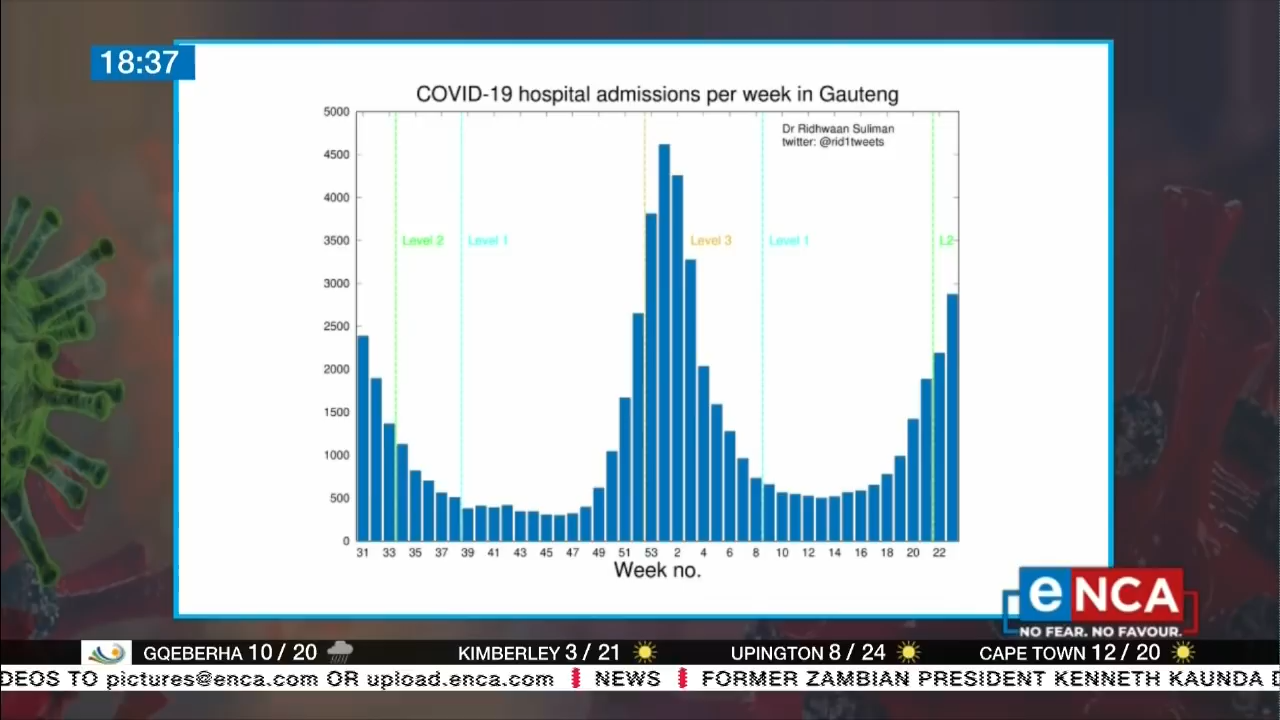 18:37
COVID-19 hospital admissions per week in Gauteng
Dr Ridhwaan Suliman
twitter: @rid1tweets
5000
4500
4000
3500
3000
2500
2000
1500
1000
500
0
Level 2
Level 1
Level 3
Level 1
L2
31 33 35 37 39 41 43 45 47 49 51 53 2 4 6 8 10 12 14 16 18 20 22
Week no.
eNCA
NO FEAR. NO FAVOUR.
GQEBERHA 10 / 20 KIMBERLEY 3 / 21 UPINGTON 8 / 24 CAPE TOWN 12 / 20
DEOS TO pictures@enca.com OR upload.enca.com NEWS FORMER ZAMBIAN PRESIDENT KENNETH KAUNDA